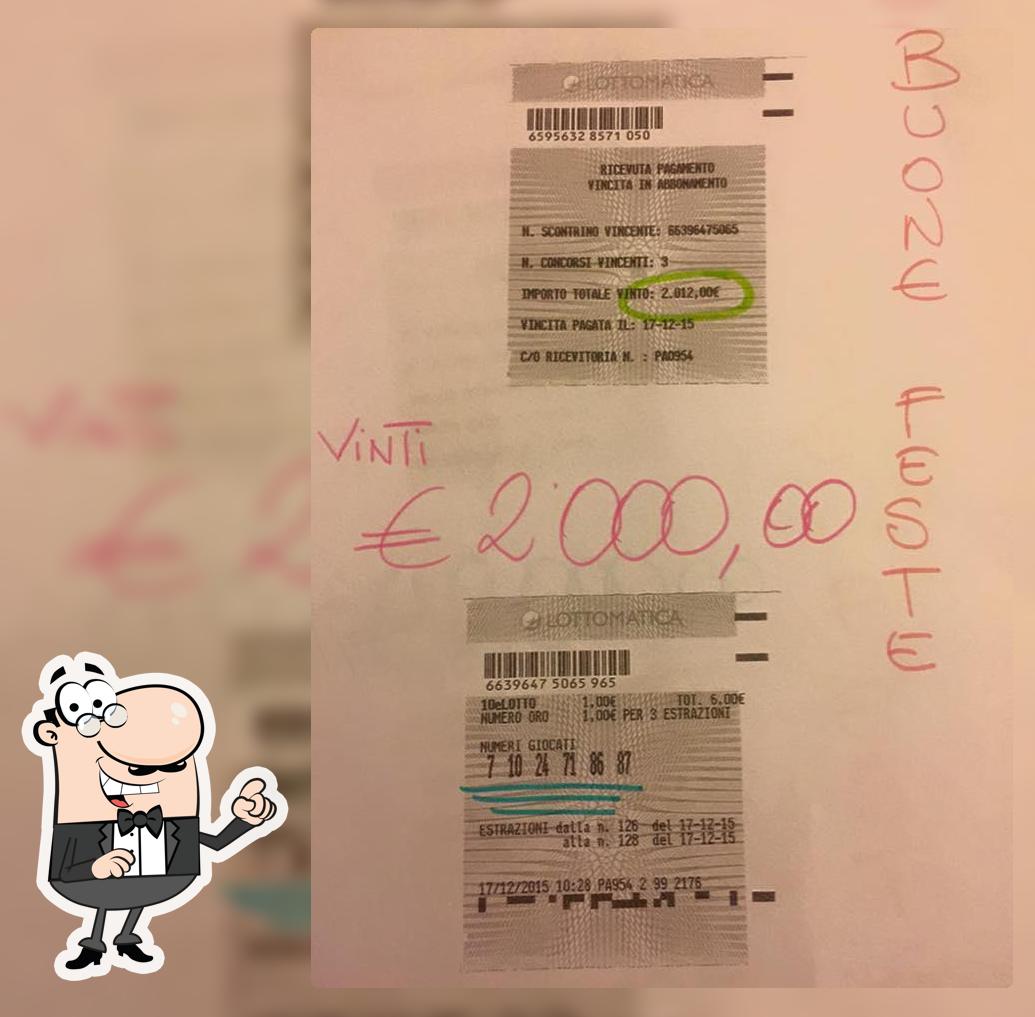 LOTTOMATICA
6595632 8571 050
RICEVUTA PAGAMENTO
VINCITA IN ABBONAMENTO
N. SCONTRINO VINCENTE: 66396475065
N. CONCORSI VINCENTI: 3
IMPORTO TOTALE VINTO: 2.012,00€
VINCITA PAGATA IL: 17-12-15
C/O RICEVITORIA N. : PA0954
VINTI
€ 2'000,00
LOTTOMATICA
6639647 5065 965
10eLOTTO 1,00€ TOT. 6,00€
NUMERO ORO 1,00€ PER 3 ESTRAZIONI
NUMERI GIOCATI
7 10 24 71 86 87
ESTRAZIONI dalla n. 126 del 17-12-15
alla n. 128 del 17-12-15
17/12/2015 10:28 PA954 2 99 2176
BUONE
FESTE